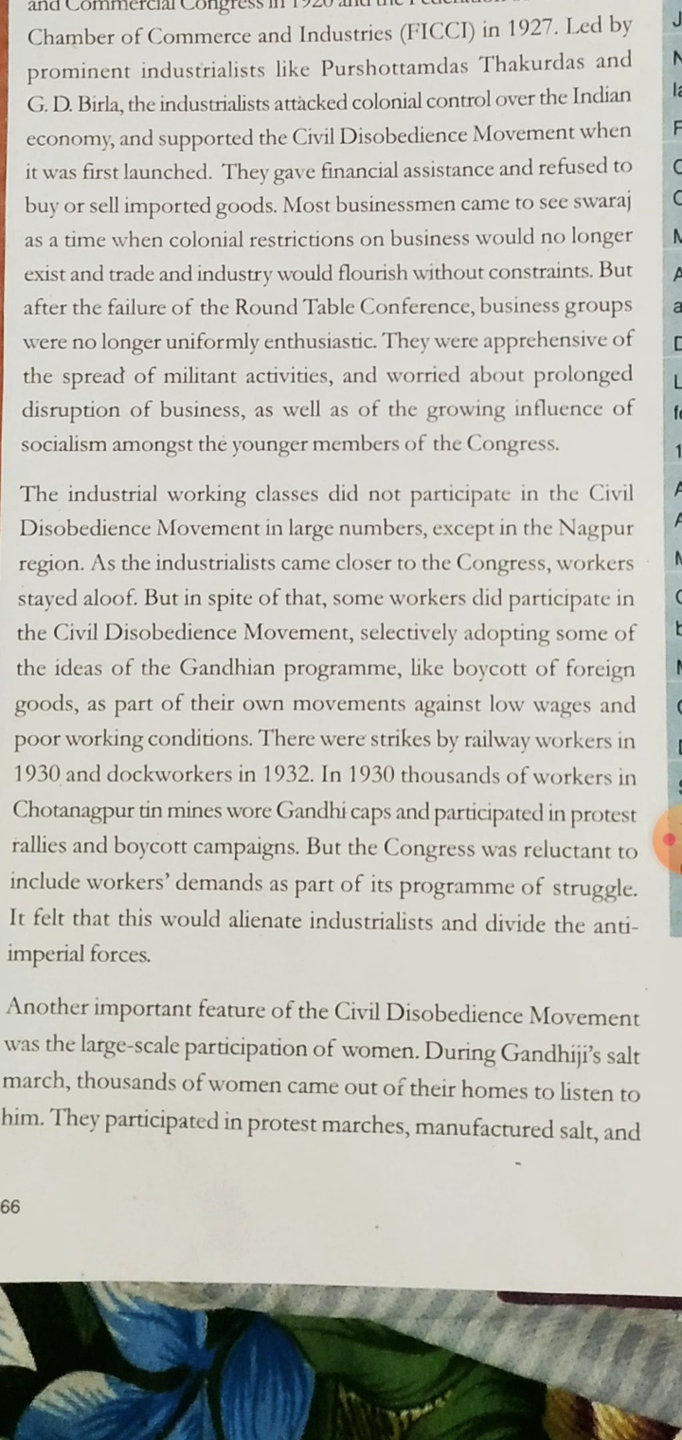 and Commercial Congress in 1920 and the
Chamber of Commerce and Industries (FICCI) in 1927. Led by
prominent industrialists like Purshottamdas Thakurdas and
G. D. Birla, the industrialists attacked colonial control over the Indian
economy, and supported the Civil Disobedience Movement when
it was first launched. They gave financial assistance and refused to
buy or sell imported goods. Most businessmen came to see swaraj
as a time when colonial restrictions on business would no longer
exist and trade and industry would flourish without constraints. But
after the failure of the Round Table Conference, business groups
were no longer uniformly enthusiastic. They were apprehensive of
the spread of militant activities, and worried about prolonged
disruption of business, as well as of the growing influence of
socialism amongst the younger members of the Congress.
The industrial working classes did not participate in the Civil
Disobedience Movement in large numbers, except in the Nagpur
region. As the industrialists came closer to the Congress, workers
stayed aloof. But in spite of that, some workers did participate in
the Civil Disobedience Movement, selectively adopting some of
the ideas of the Gandhian programme, like boycott of foreign
goods, as part of their own movements against low wages and
poor working conditions. There were strikes by railway workers in
1930 and dockworkers in 1932. In 1930 thousands of workers in
Chotanagpur tin mines wore Gandhi caps and participated in protest
rallies and boycott campaigns. But the Congress was reluctant to
include workers' demands as part of its programme of struggle.
It felt that this would alienate industrialists and divide the anti-
imperial forces.
Another important feature of the Civil Disobedience Movement
was the large-scale participation of women. During Gandhiji's salt
march, thousands of women came out of their homes to listen to
him. They participated in protest marches, manufactured salt, and
66